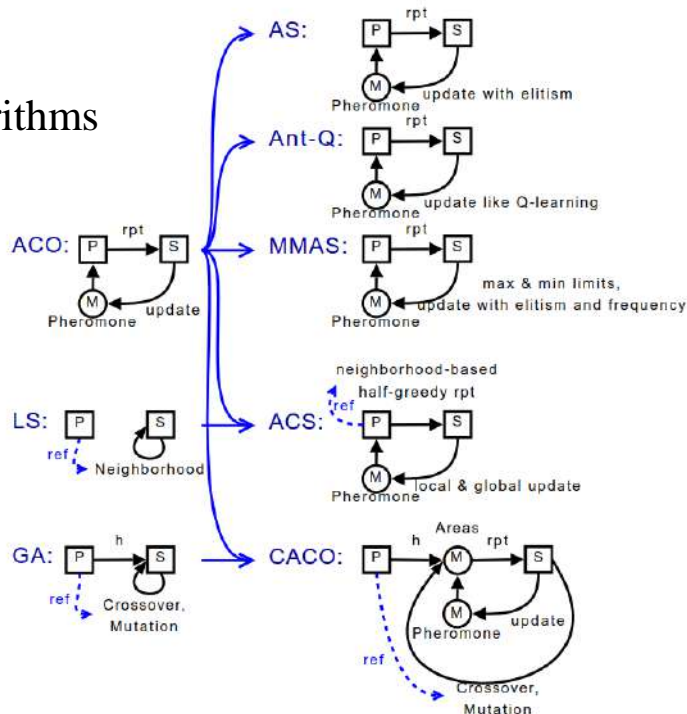 rithms
AS:
P
rpt
S
M
Pheromone
update with elitism
Ant-Q:
P
rpt
S
M
Pheromone
update like Q-learning
ACO:
P
rpt
S
M
Pheromone
update
MMAS:
P
rpt
S
M
Pheromone
max & min limits,
update with elitism and frequency
LS:
P
ref
S
Neighborhood
ACS:
neighborhood-based
half-greedy rpt
ref
P
S
M
Pheromone
local & global update
GA:
P
h
S
ref
Crossover,
Mutation
CACO:
P
h
Areas
M
rpt
S
M
Pheromone
update
ref
Crossover,
Mutation